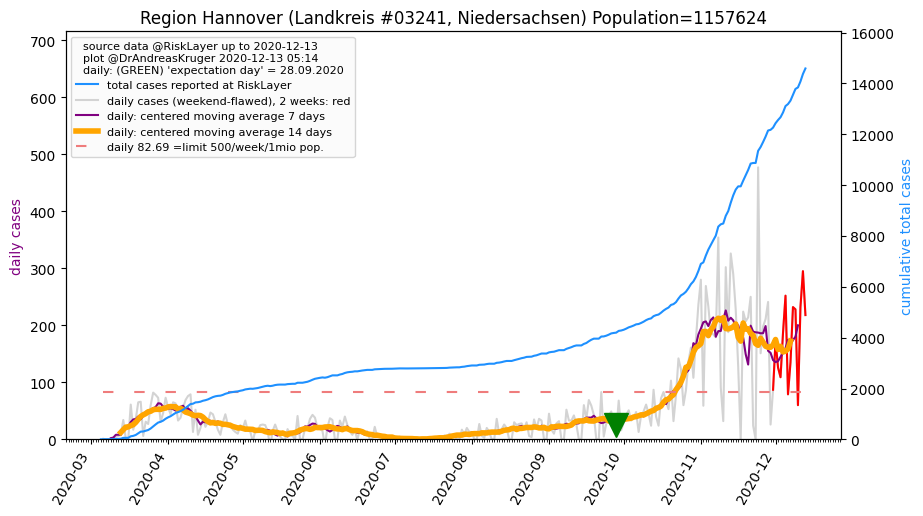 Region Hannover (Landkreis #03241, Niedersachsen) Population=1157624
source data @RiskLayer up to 2020-12-13
plot @DrAndreasKruger 2020-12-13 05:14
daily: (GREEN) 'expectation day' = 28.09.2020
total cases reported at RiskLayer
daily cases (weekend-flawed), 2 weeks: red
daily: centered moving average 7 days
daily: centered moving average 14 days
daily 82.69 =limit 500/week/1mio pop.
daily cases
700
600
500
400
300
200
100
0
cumulative total cases
16000
14000
12000
10000
8000
6000
4000
2000
0
2020-03
2020-04
2020-05
2020-06
2020-07
2020-08
2020-09
2020-10
2020-11
2020-12